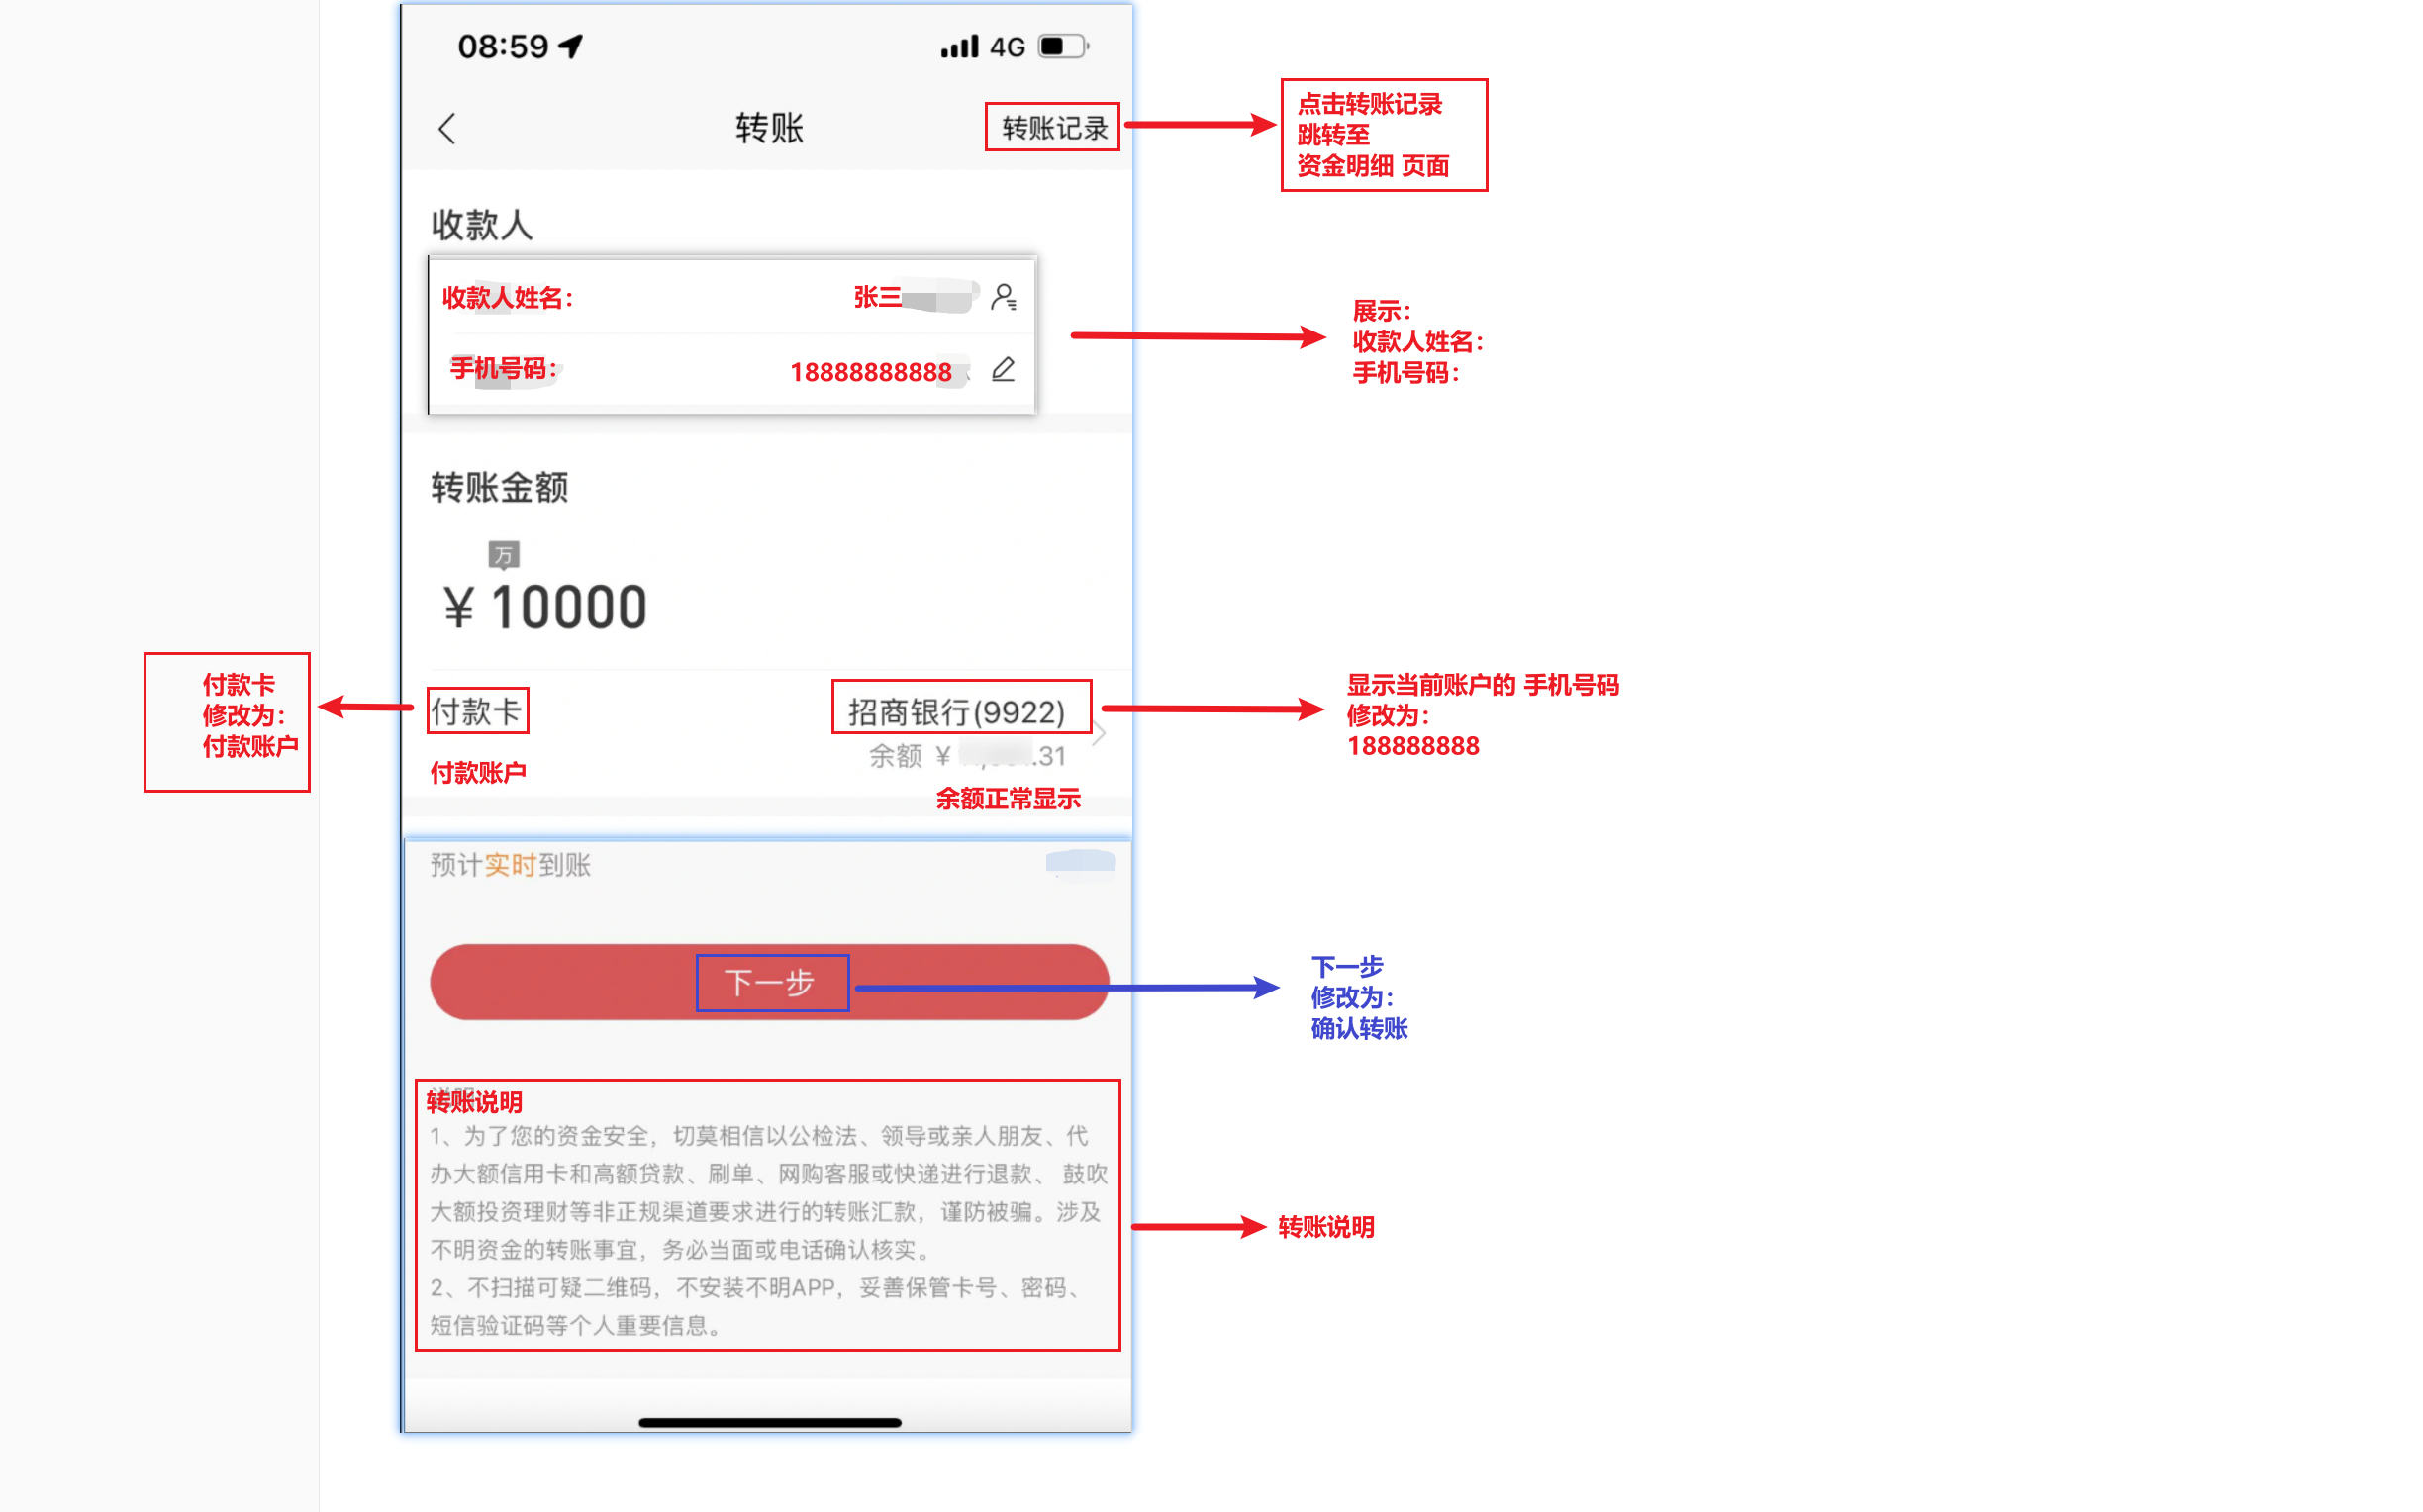 08:59
4G
转账
转账记录
点击转账记录
跳转至
资金明细 页面
收款人
收款人姓名：
张三
手机号码：
18888888888
展示：
收款人姓名：
手机号码：
转账金额
万
¥ 10000
付款卡
修改为：
付款账户
付款卡
招商银行(9922)
余额 ¥
.31
付款账户
余额正常显示
显示当前账户的 手机号码
修改为：
188888888
预计实时到账
下一步
下一步
修改为：
确认转账
转账说明
1、为了您的资金安全，切莫相信以公检法、领导或亲人朋友、代
办大额信用卡和高额贷款、刷单、网购客服或快递进行退款、 鼓吹
大额投资理财等非正规渠道要求进行的转账汇款，谨防被骗。涉及
不明资金的转账事宜，务必当面或电话确认核实。
2、不扫描可疑二维码，不安装不明APP，妥善保管卡号、密码、
短信验证码等个人重要信息。
转账说明